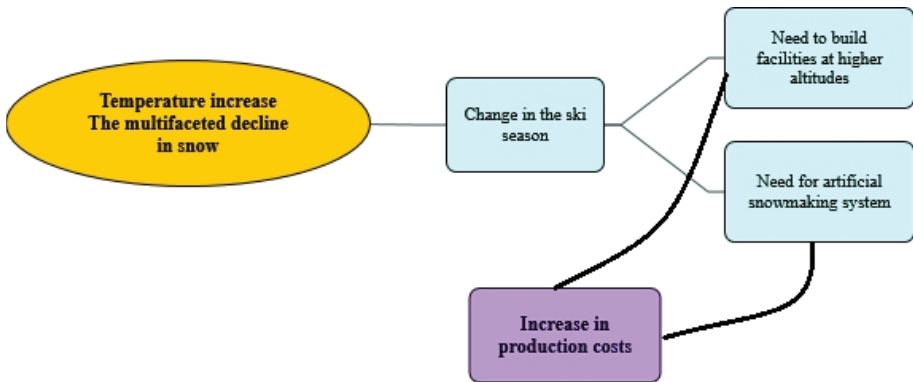 Temperature increase
The multifaceted decline
in snow
Change in the ski
season
Need to build
facilities at higher
altitudes
Need for artificial
snowmaking system
Increase in
production costs